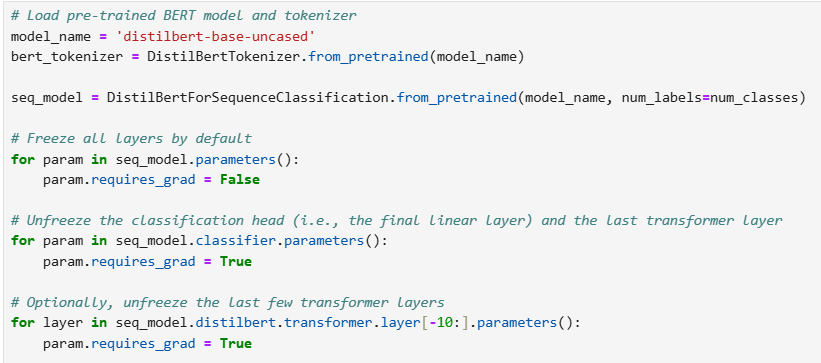 # Load pre-trained BERT model and tokenizer
model_name = 'distilbert-base-uncased'
bert_tokenizer = DistilBertTokenizer.from_pretrained(model_name)
seq_model = DistilBertForSequenceClassification.from_pretrained(model_name, num_labels=num_classes)
# Freeze all layers by default
for param in seq_model.parameters():
    param.requires_grad = False
# Unfreeze the classification head (i.e., the final linear layer) and the last transformer layer
for param in seq_model.classifier.parameters():
    param.requires_grad = True
# Optionally, unfreeze the last few transformer layers
for layer in seq_model.distilbert.transformer.layer[-10:].parameters():
    param.requires_grad = True